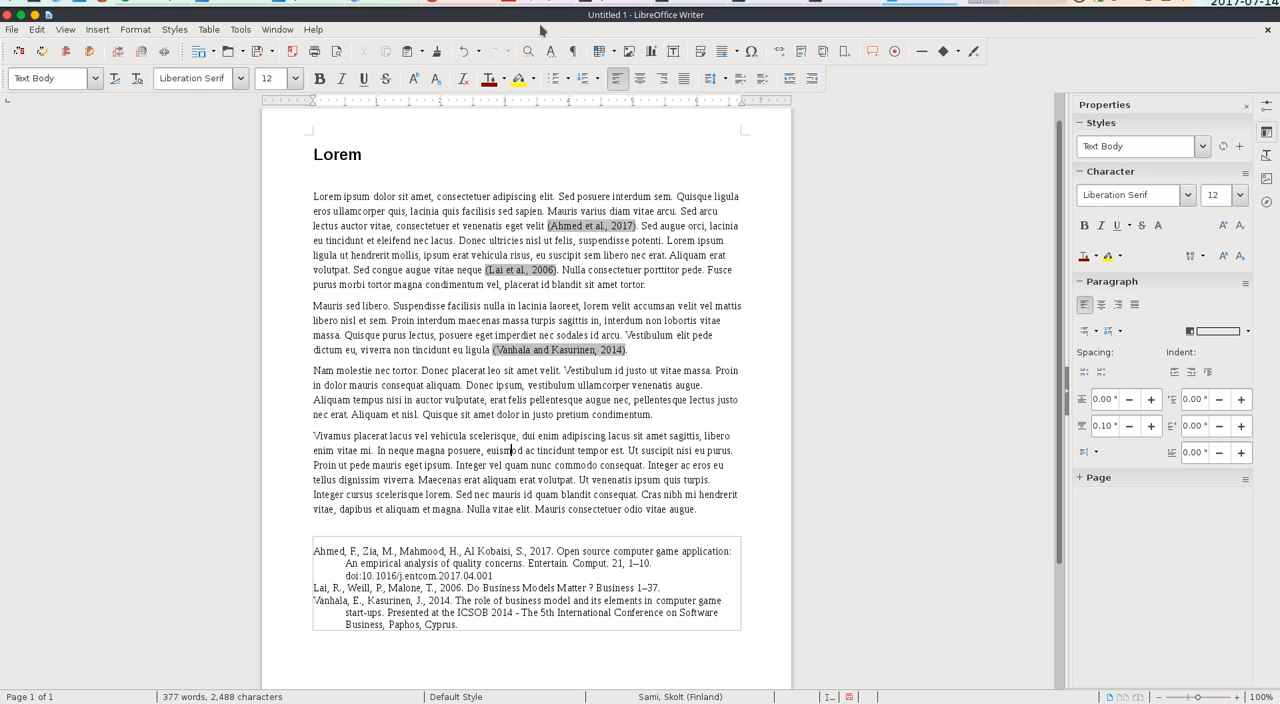 2017-07-14
Untitled 1 - LibreOffice Writer
File Edit View Insert Format Styles Table Tools Window Help
Text Body Liberation Serif 12
Lorem
Lorem ipsum dolor sit amet, consectetuer adipiscing elit. Sed posuere interdum sem. Quisque ligula
eros ullamcorper quis, lacinia quis facilisis sed sapien. Mauris varius diam vitae arcu. Sed arcu
lectus auctor vitae, consectetuer et venenatis eget velit (Ahmed et al., 2017). Sed augue orci, lacinia
eu tincidunt et eleifend nec lacus. Donec ultricies nisl ut felis, suspendisse potenti. Lorem ipsum
ligula ut hendrerit mollis, ipsum erat vehicula risus, eu suscipit sem libero nec erat. Aliquam erat
volutpat. Sed congue augue vitae neque (Lai et al., 2006). Nulla consectetuer porttitor pede. Fusce
purus morbi tortor magna condimentum vel, placerat id blandit sit amet tortor.
Mauris sed libero. Suspendisse facilisis nulla in lacinia laoreet, lorem velit accumsan velit vel mattis
libero nisl et sem. Proin interdum maecenas massa turpis sagittis in, interdum non lobortis vitae
massa. Quisque purus lectus, posuere eget imperdiet nec sodales id arcu. Vestibulum elit pede
dictum eu, viverra non tincidunt eu ligula (Vanhala and Kasurinen, 2014).
Nam molestie nec tortor. Donec placerat leo sit amet velit. Vestibulum id justo ut vitae massa. Proin
in dolor mauris consequat aliquam. Donec ipsum, vestibulum ullamcorper venenatis augue.
Aliquam tempus nisi in auctor vulputate, erat felis pellentesque augue nec, pellentesque lectus justo
nec erat. Aliquam et nisl. Quisque sit amet dolor in justo pretium condimentum.
Vivamus placerat lacus vel vehicula scelerisque, dui enim adipiscing lacus sit amet sagittis, libero
enim vitae mi. In neque magna posuere, euismod ac tincidunt tempor est. Ut suscipit nisi eu purus.
Proin ut pede mauris eget ipsum. Integer vel quam nunc commodo consequat. Integer ac eros eu
tellus dignissim viverra. Maecenas erat aliquam erat volutpat. Ut venenatis ipsum quis turpis.
Integer cursus scelerisque lorem. Sed nec mauris id quam blandit consequat. Cras nibh mi hendrerit
vitae, dapibus et aliquam et magna. Nulla vitae elit. Mauris consectetuer odio vitae augue.
Ahmed, F., Zia, M., Mahmood, H., Al Kobaisi, S., 2017. Open source computer game application:
An empirical analysis of quality concerns. Entertain. Comput. 21, 1–10.
doi:10.1016/j.entcom.2017.04.001
Lai, R., Weill, P., Malone, T., 2006. Do Business Models Matter ? Business 1–37.
Vanhala, E., Kasurinen, J., 2014. The role of business model and its elements in computer game
start-ups. Presented at the ICSOB 2014 - The 5th International Conference on Software
Business, Paphos, Cyprus.
Properties
Styles
Text Body
Character
Liberation Serif 12
Paragraph
Spacing: Indent:
0.00 " 0.00 "
0.10 " 0.00 "
0.00 "
Page
Page 1 of 1 377 words, 2,488 characters Default Style Sami, Skolt (Finland) 100%